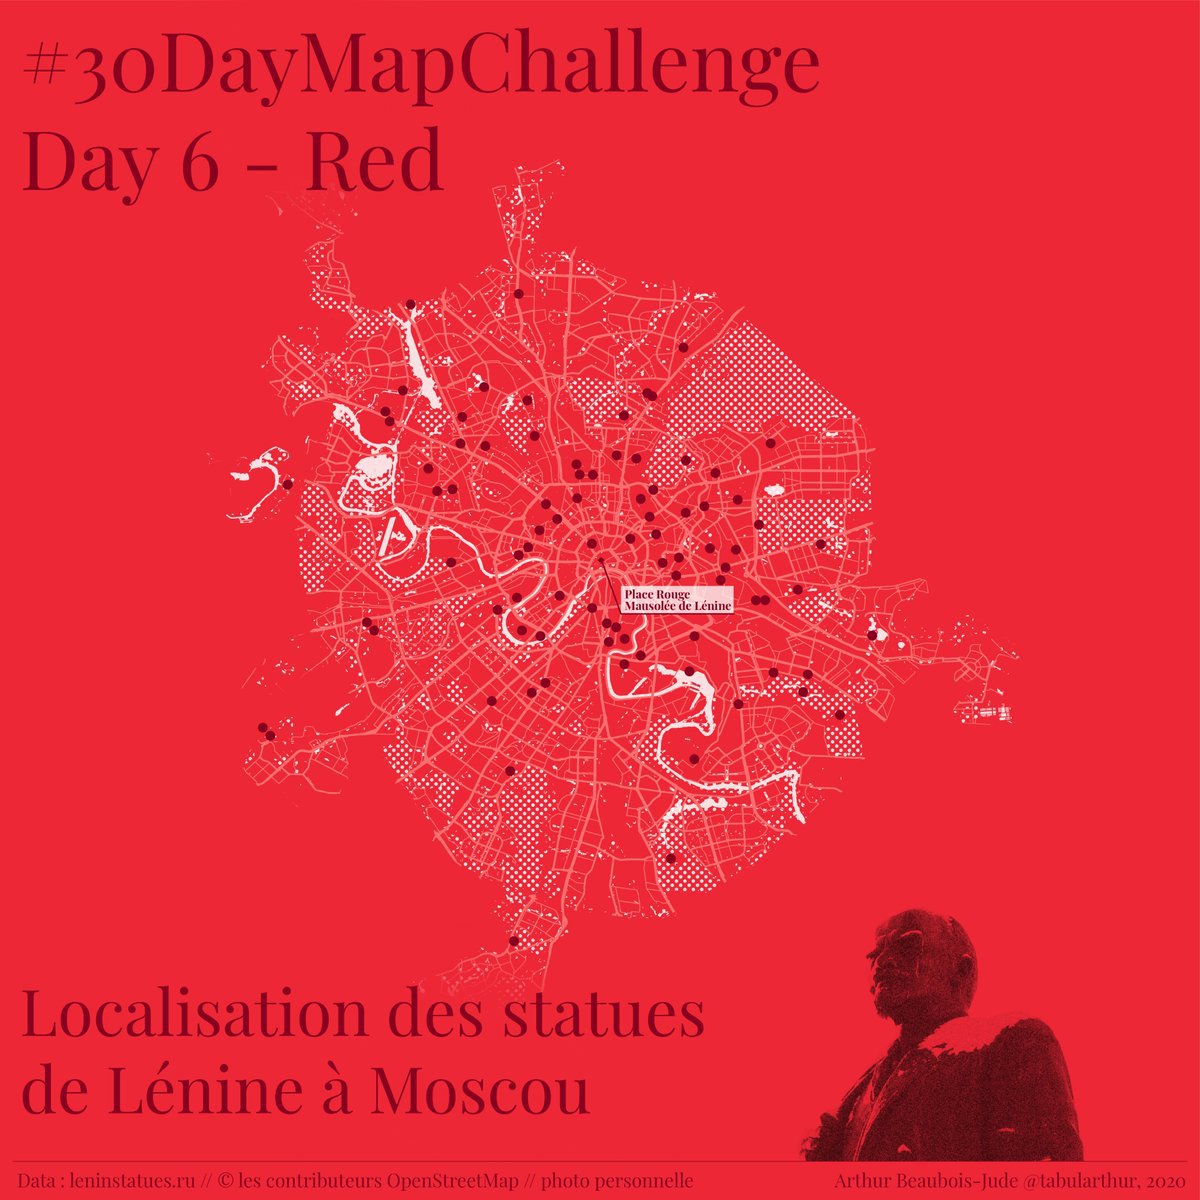 #30DayMapChallenge
Day 6 - Red
Place Rouge
Mausolée de Lénine
Localisation des statues
de Lénine à Moscou
Data : leninstatues.ru // © les contributeurs OpenStreetMap // photo personnelle
Arthur Beaubois-Jude @tabularthur, 2020